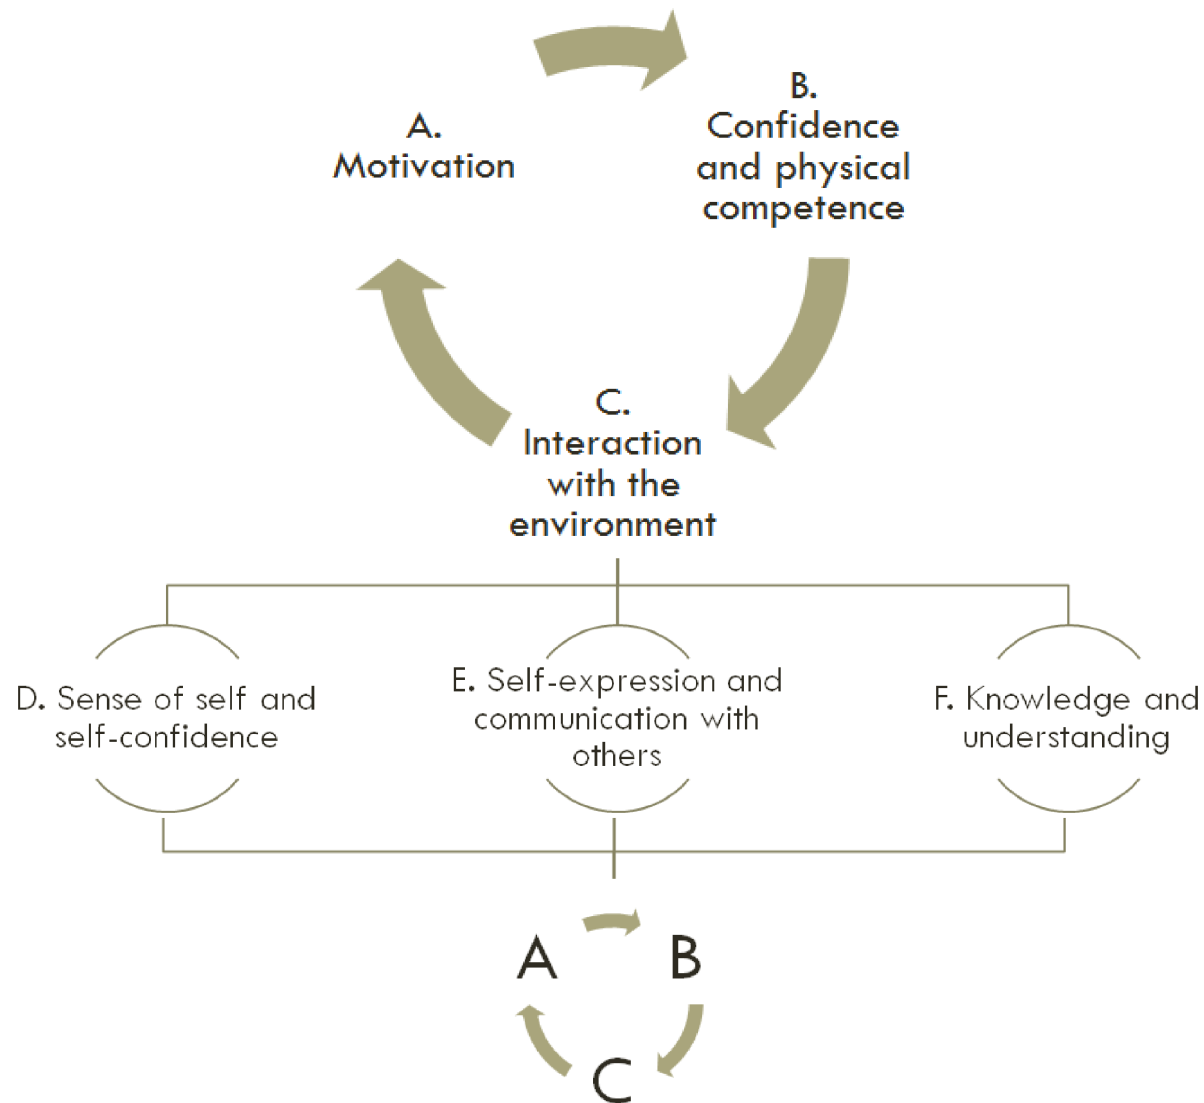 A.
Motivation
B.
Confidence
and physical
competence
C.
Interaction
with the
environment
D. Sense of self and
self-confidence
E. Self-expression and
communication with
others
F. Knowledge and
understanding
A
B
C